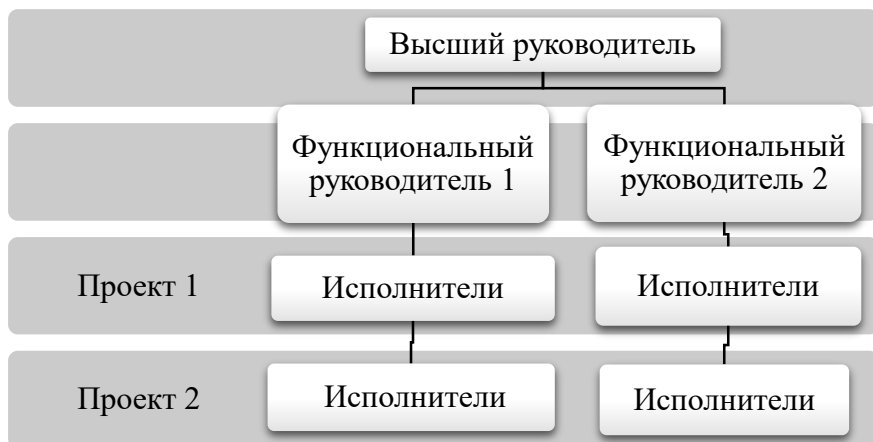 Высший руководитель
Функциональный
руководитель 1
Функциональный
руководитель 2
Проект 1
Исполнители
Исполнители
Проект 2
Исполнители
Исполнители